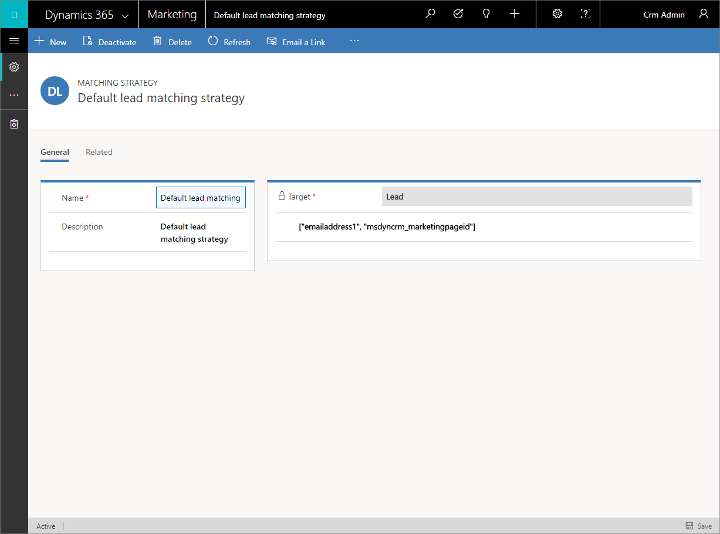 Dynamics 365 Marketing Default lead matching strategy Crm Admin
New Deactivate Delete Refresh Email a Link ...
DL
MATCHING STRATEGY
Default lead matching strategy
General Related
Name * Default lead matching
Description Default lead
matching strategy
Target * Lead
["emailaddress1", "msdyncrm_marketingpageid"]
Active Save